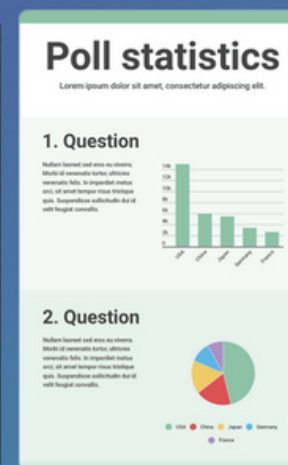 Poll statistics
Lorem ipsum dolor sit amet, consectetur adipiscing elit.
1. Question
Nullam laoreet sed eros eu viverra.
Morbi id venenatis tortor, ultricies
venenatis felis. In imperdiet metus
orci, sit amet tempor risus tristique
quis. Suspendisse sollicitudin dui id
velit feugiat convallis.
14k
12k
10k
8k
6k
4k
2k
0
USA
China
Japan
Germany
France
2. Question
Nullam laoreet sed eros eu viverra.
Morbi id venenatis tortor, ultricies
venenatis felis. In imperdiet metus
orci, sit amet tempor risus tristique
quis. Suspendisse sollicitudin dui id
velit feugiat convallis.
USA China Japan Germany
France